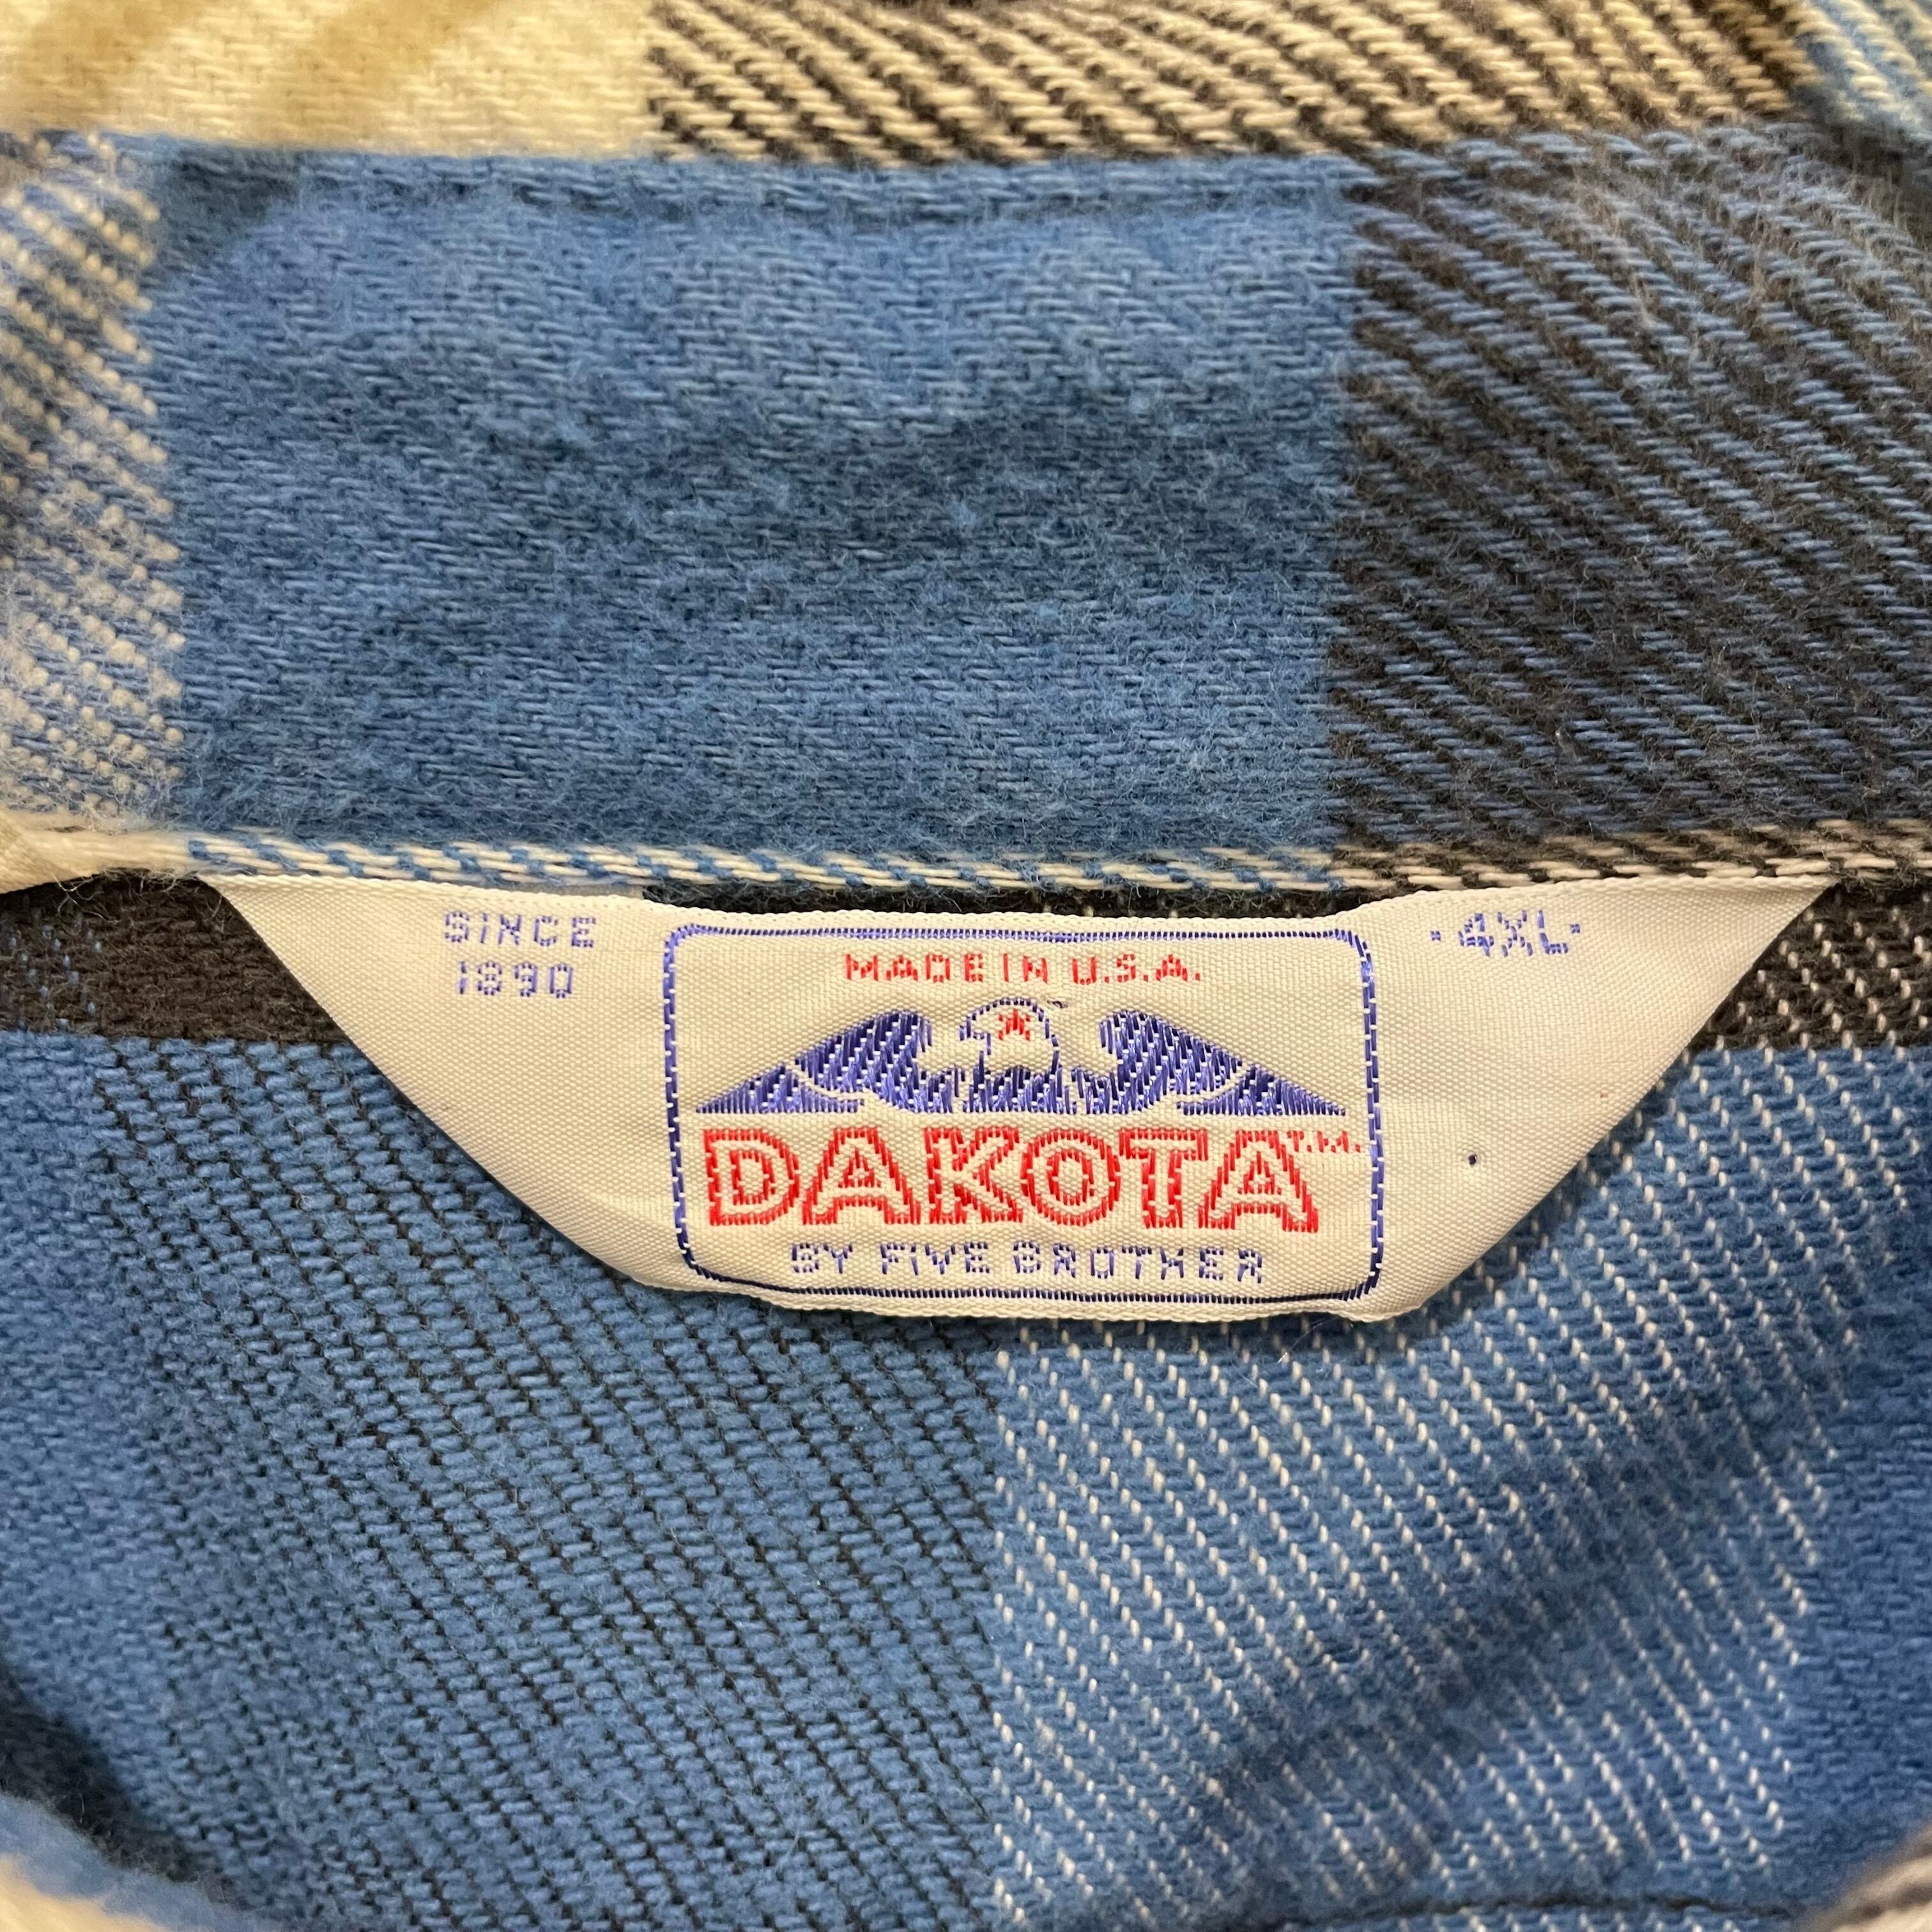 SINCE
1890
MADE IN U.S.A.
DAKOTA T.M.
BY FIVE BROTHER
·4XL·